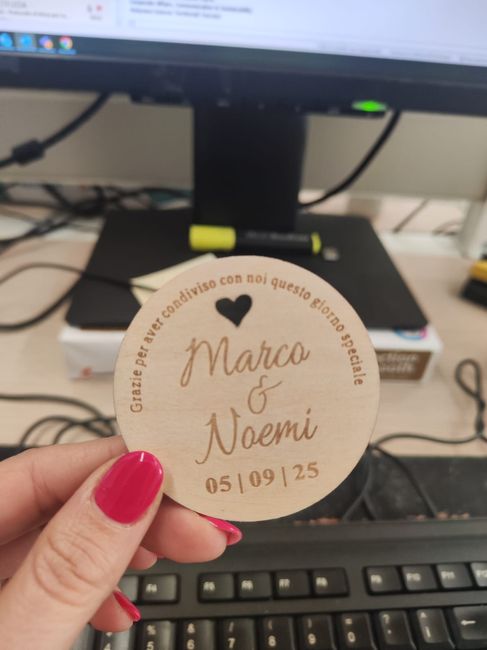 Grazie per aver condiviso con noi questo giorno speciale
Marco
&
Noemi
05|09|25